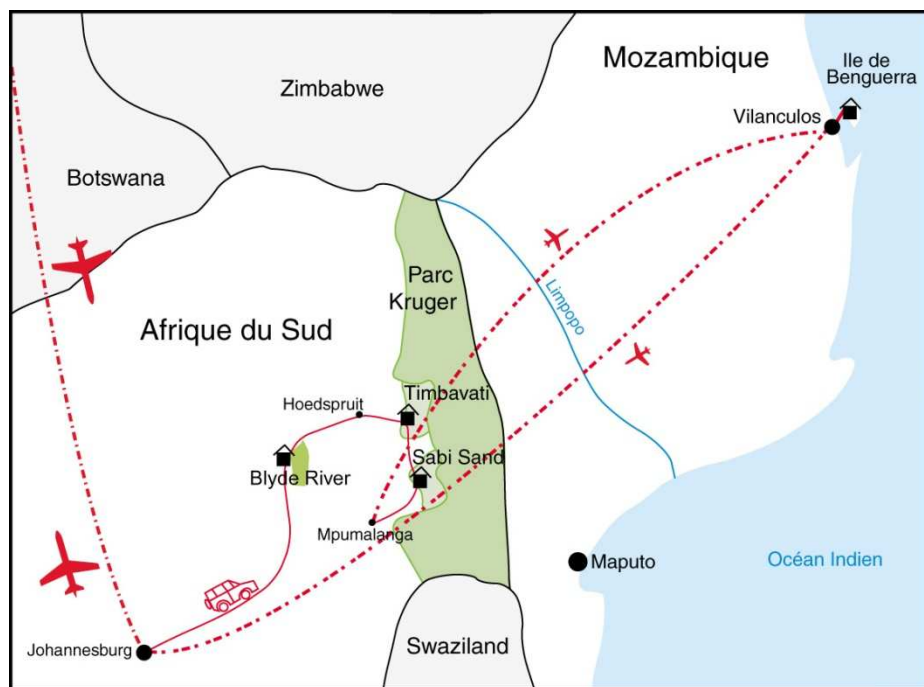 Mozambique
Ile de
Benguerra
Zimbabwe
Vilanculos
Botswana
Parc
Kruger
Limpopo
Afrique du Sud
Timbavati
Hoedspruit
Sabi Sand
Blyde River
Mpumalanga
Maputo
Océan Indien
Johannesburg
Swaziland